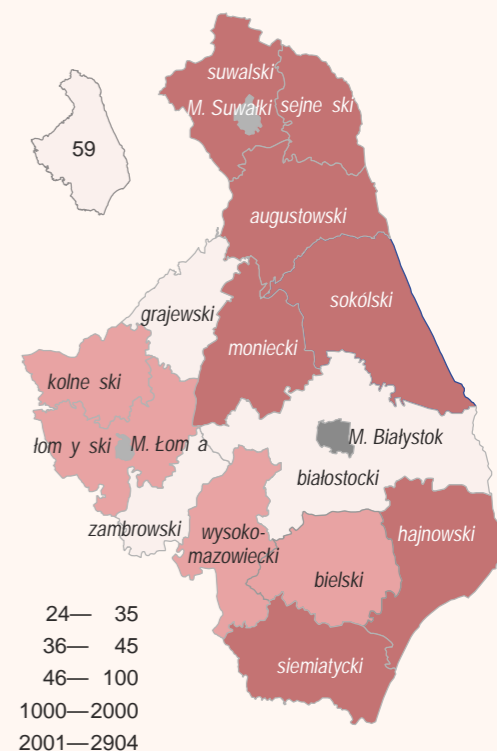 suwalski
M. Suwałki
sejne ski
59
augustowski
sokólski
grajewski
moniecki
kolne ski
łom y ski
M. Łom a
M. Białystok
białostocki
zambrowski
wysoko-
mazowiecki
hajnowski
bielski
siemiatycki
24— 35
36— 45
46— 100
1000—2000
2001—2904